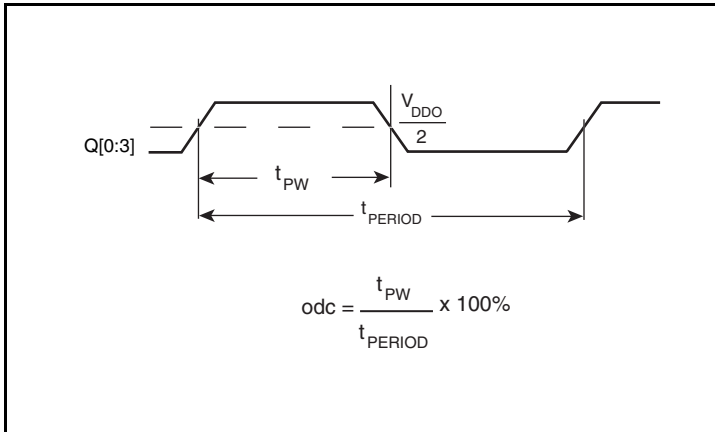 V_DDO
2
Q[0:3]
t_PW
t_PERIOD
odc = t_PW x 100%
t_PERIOD